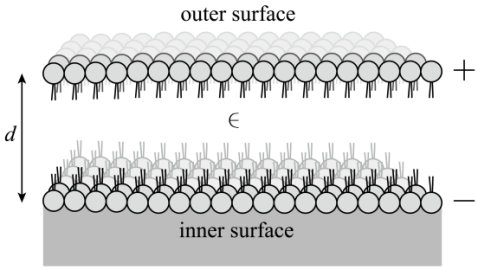 outer surface
+
d
∈
−
inner surface